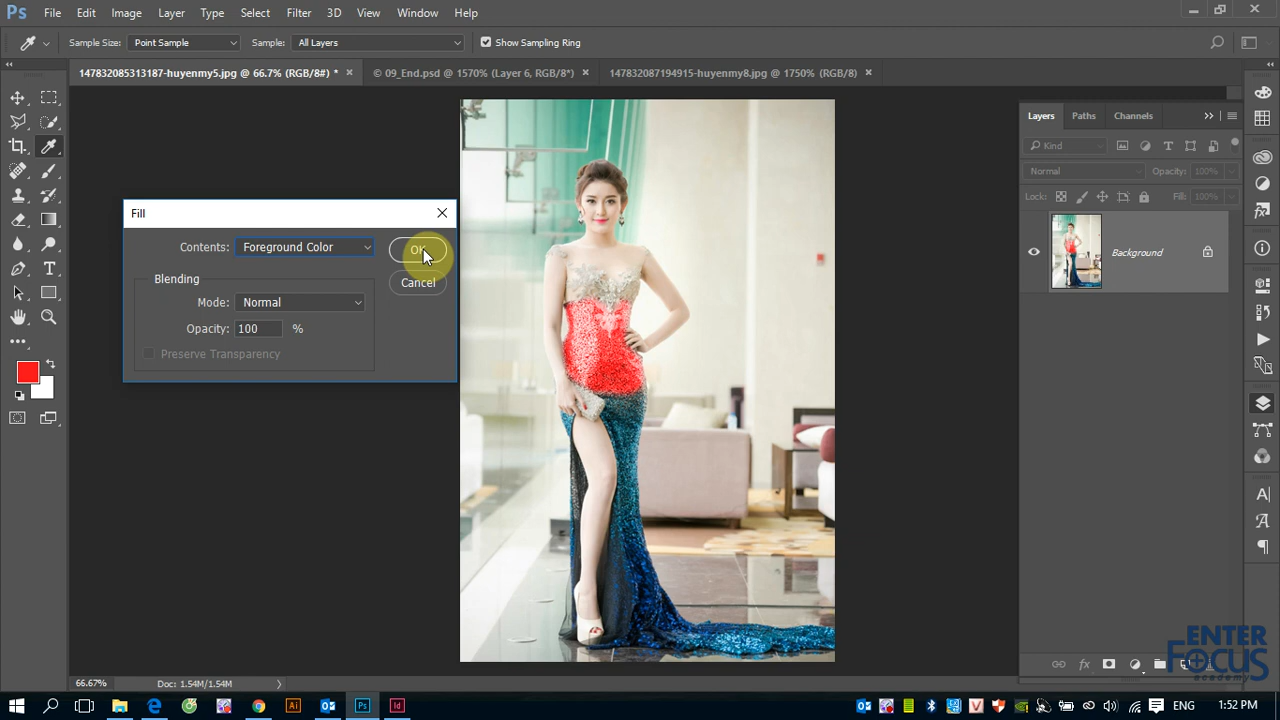 Ps File Edit Image Layer Type Select Filter 3D View Window Help
Sample Size: Point Sample Sample: All Layers Show Sampling Ring
147832085313187-huyenmy5.jpg @ 66.7% (RGB/8#) * © 09_End.psd @ 1570% (Layer 6, RGB/8*) 147832087194915-huyenmy8.jpg @ 1750% (RGB/8)
Layers Paths Channels
Kind
Normal Opacity: 100%
Lock: Fill: 100%
Background
Fill
Contents: Foreground Color OK
Blending Cancel
Mode: Normal
Opacity: 100 %
Preserve Transparency
ENTER
FOCUS
academy
66.67% Doc: 1.54M/1.54M
Ai Ps Id ENG 1:52 PM